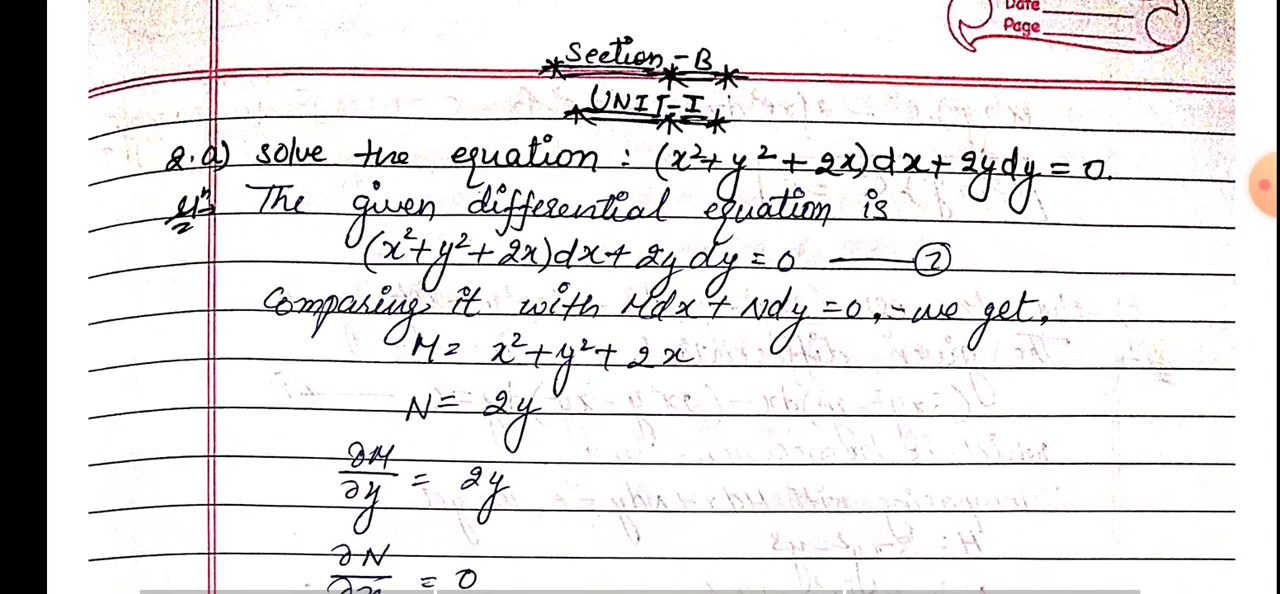 Date
Page
Section - B
UNIT - I
2. a) solve the equation : (x²+y²+2x)dx+2ydy=0.
The given differential equation is
(x²+y²+2x)dx+2ydy=0 —— 1
Comparing it with Mdx+Ndy=0, we get,
M= x²+y²+2x
N= 2y
∂M/∂y = 2y
∂N/∂x = 0